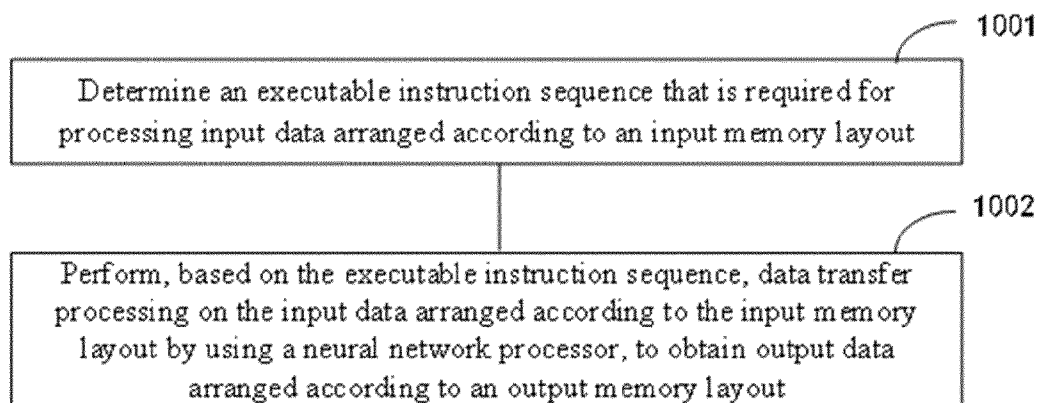 1001
Determine an executable instruction sequence that is required for
processing input data arranged according to an input memory layout
1002
Perform, based on the executable instruction sequence, data transfer
processing on the input data arranged according to the input memory
layout by using a neural network processor, to obtain output data
arranged according to an output memory layout